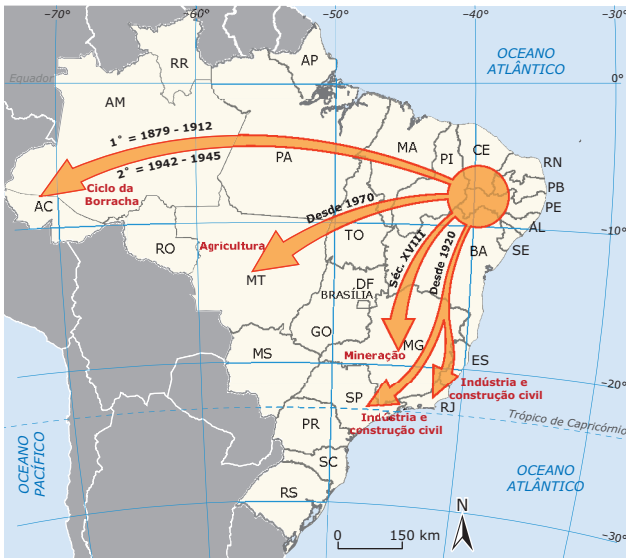 −70°
−60°
−50°
−40°
−30°
OCEANO
ATLÂNTICO
Equador
0°
RR
AP
AM
PA
MA
PI
CE
RN
PB
PE
AL
SE
BA
−10°
1° = 1879 - 1912
2° = 1942 - 1945
Ciclo da
Borracha
AC
RO
Desde 1970
Agricultura
MT
TO
Séc. XVIII
Desde 1920
DF
BRASÍLIA
GO
Mineração
MG
MS
ES
−20°
SP
RJ
Indústria e
construção civil
Indústria e
construção civil
Trópico de Capricórnio
PR
SC
RS
OCEANO
PACÍFICO
OCEANO
ATLÂNTICO
N
0
150 km
−30°